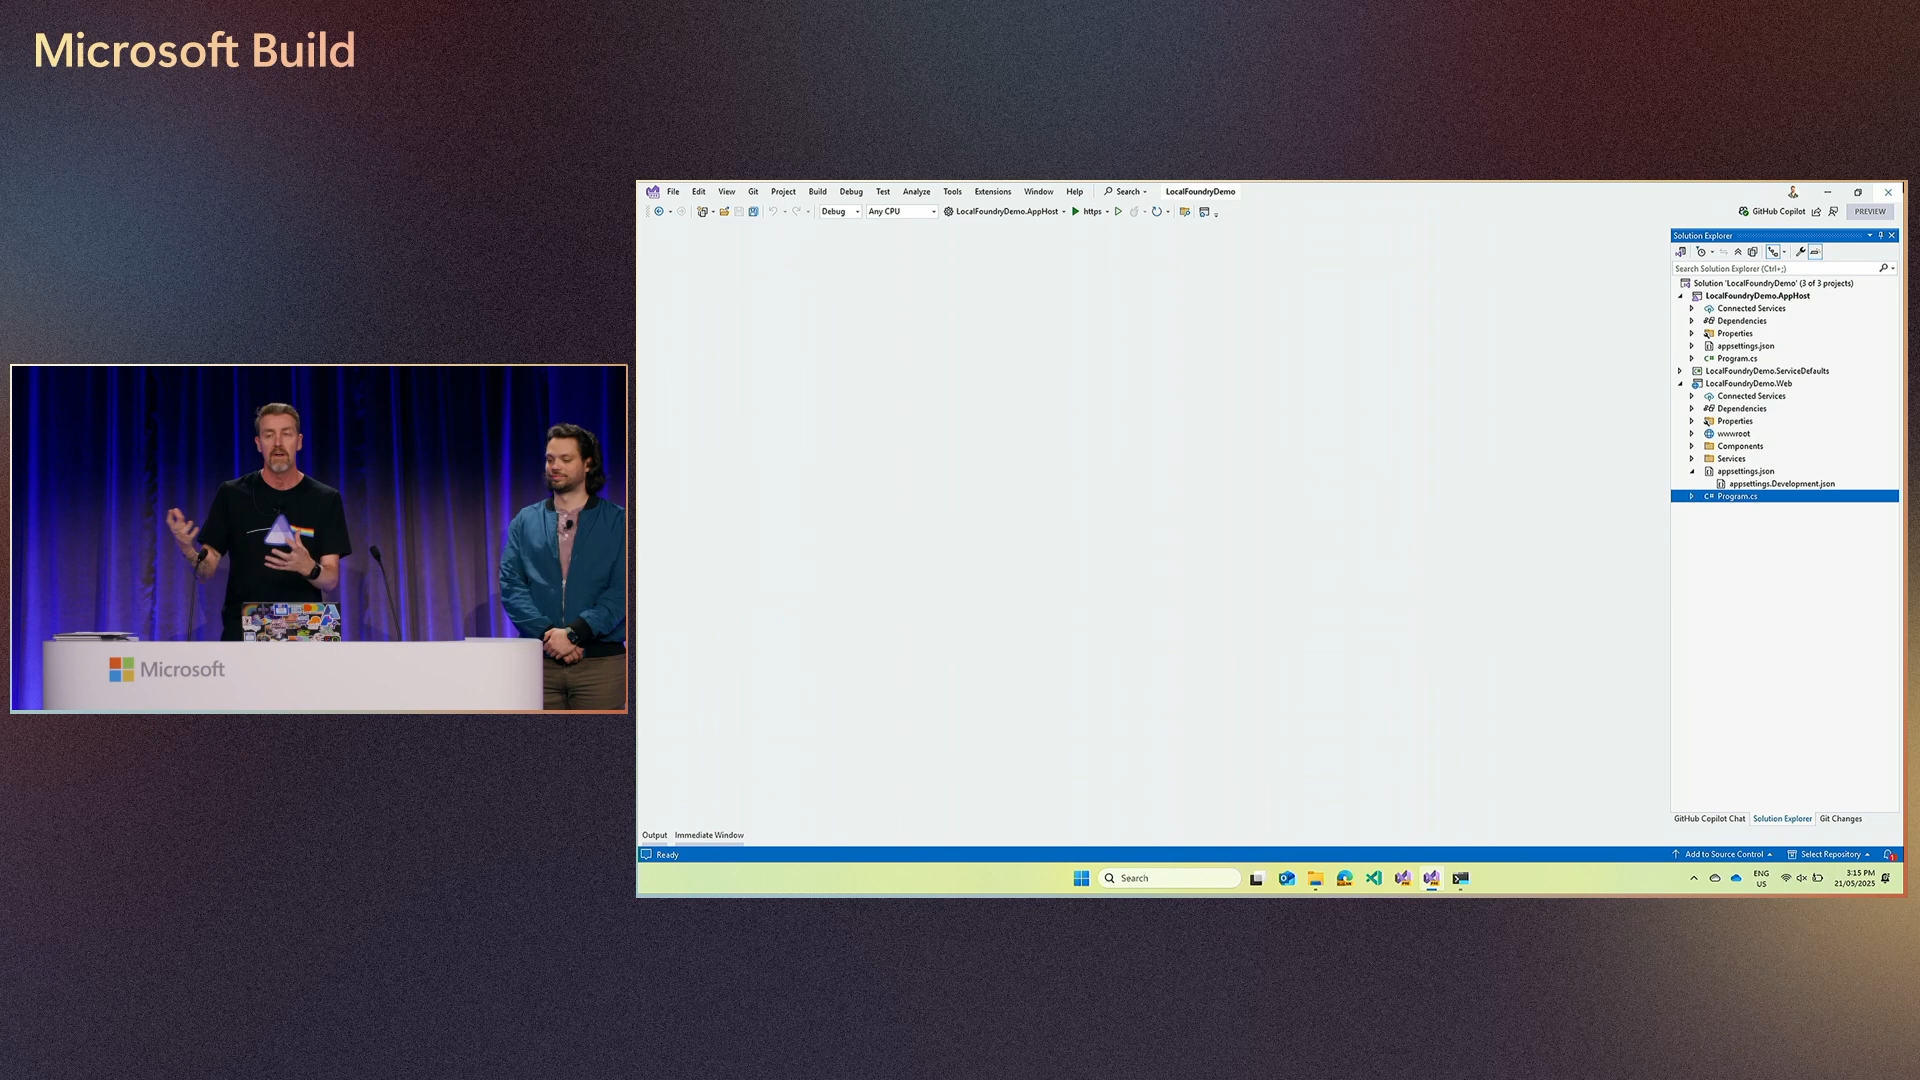 Microsoft Build
File Edit View Git Project Build Debug Test Analyze Tools Extensions Window Help Search LocalFoundryDemo
Debug Any CPU LocalFoundryDemo.AppHost https GitHub Copilot PREVIEW
Solution Explorer
Search Solution Explorer (Ctrl+;)
Solution 'LocalFoundryDemo' (3 of 3 projects)
LocalFoundryDemo.AppHost
Connected Services
Dependencies
Properties
appsettings.json
C# Program.cs
LocalFoundryDemo.ServiceDefaults
LocalFoundryDemo.Web
Connected Services
Dependencies
Properties
wwwroot
Components
Services
appsettings.json
appsettings.Development.json
C# Program.cs
Microsoft
GitHub Copilot Chat Solution Explorer Git Changes
Output Immediate Window
Ready Add to Source Control Select Repository 1
Search ENG 3:15 PM
US 21/05/2025